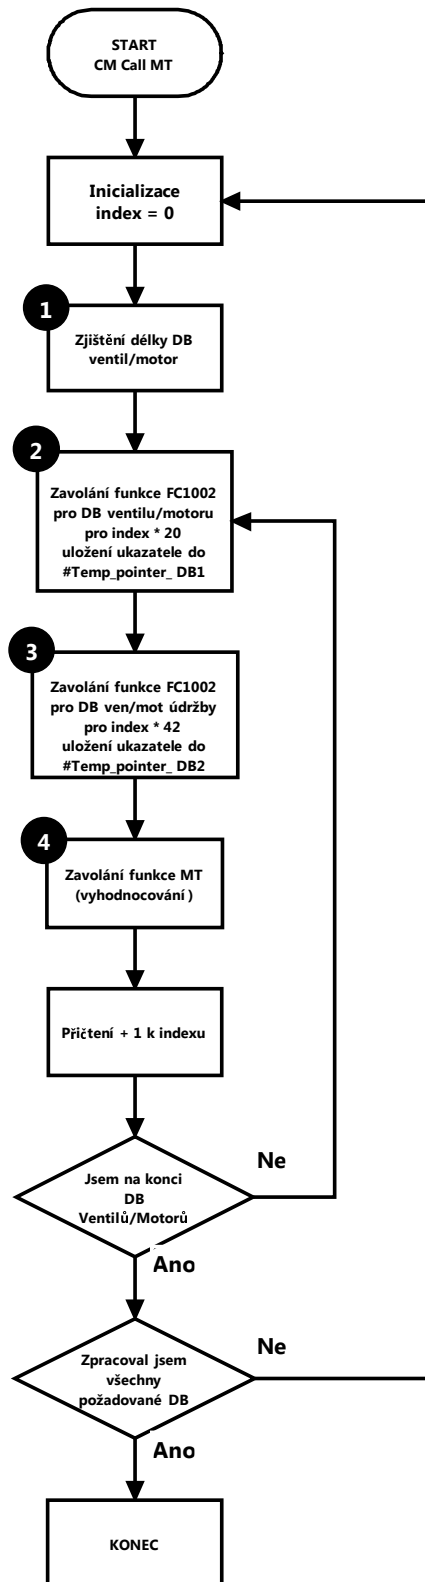 START
CM Call MT
Inicializace
index = 0
1
Zjištění délky DB
ventil/motor
2
Zavolání funkce FC1002
pro DB ventilu/motoru
pro index * 20
uložení ukazatele do
#Temp_pointer_ DB1
3
Zavolání funkce FC1002
pro DB ven/mot údržby
pro index * 42
uložení ukazatele do
#Temp_pointer_ DB2
4
Zavolání funkce MT
(vyhodnocování )
Přičtení + 1 k indexu
Jsem na konci
DB
Ventilů/Motorů
Ne
Ano
Zpracoval jsem
všechny
požadované DB
Ne
Ano
KONEC